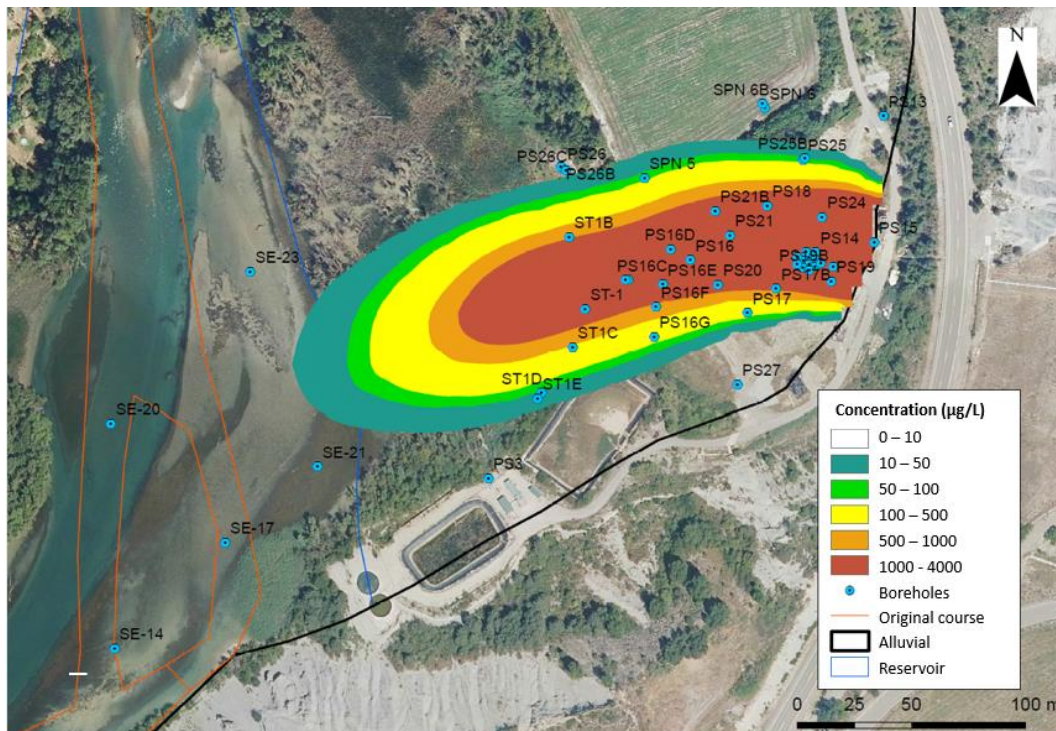 N
SPN 6B
SPN 6
PS13
PS26C
PS26
PS26B
SPN 5
PS25B
PS25
PS21B
PS18
PS24
ST1B
PS21
PS15
PS16D
PS16
PS14
SE-23
PS19B
PS19
PS16C
PS16E
PS20
PS17B
ST-1
PS16F
PS17
ST1C
PS16G
ST1D
ST1E
PS27
SE-20
SE-21
PS3
SE-17
SE-14
Concentration (µg/L)
0 – 10
10 – 50
50 – 100
100 – 500
500 – 1000
1000 - 4000
Boreholes
Original course
Alluvial
Reservoir
0 25 50 100 m